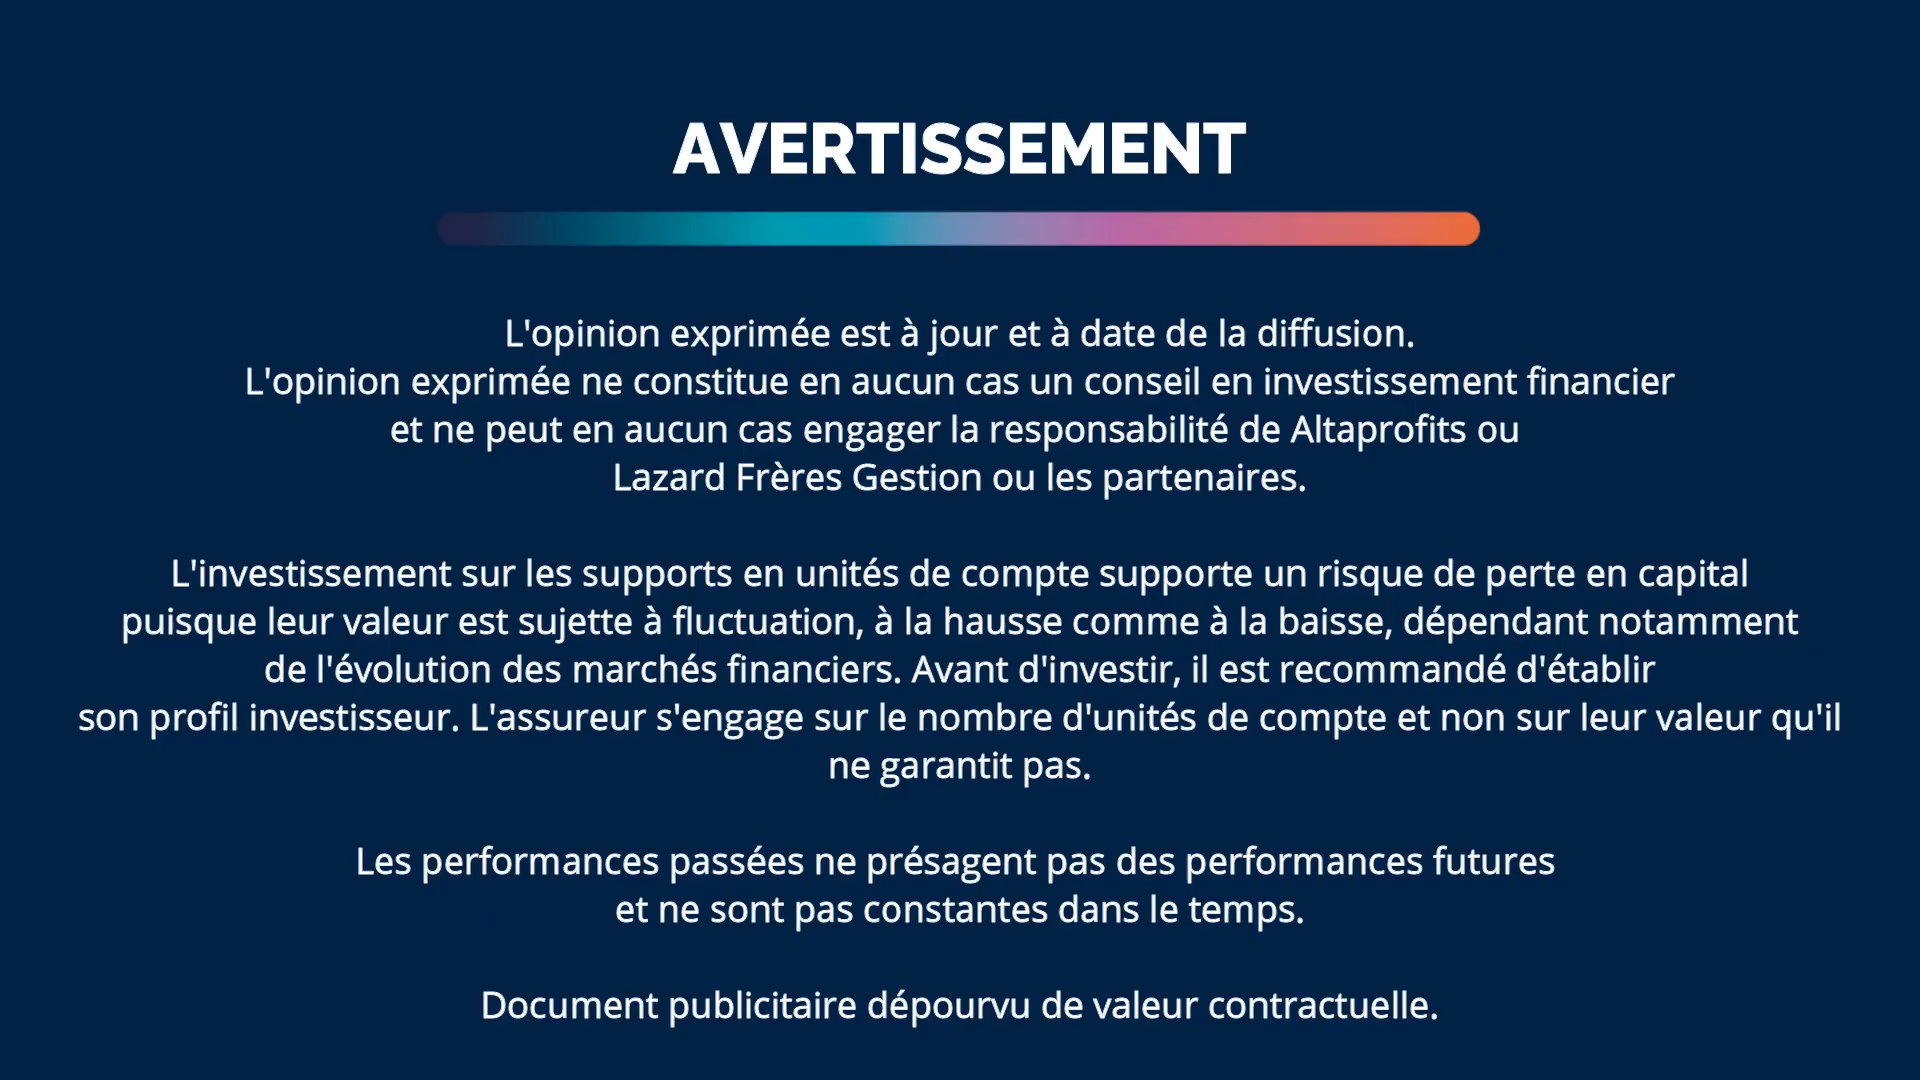 AVERTISSEMENT
L'opinion exprimée est à jour et à date de la diffusion.
L'opinion exprimée ne constitue en aucun cas un conseil en investissement financier
et ne peut en aucun cas engager la responsabilité de Altaprofits ou
Lazard Frères Gestion ou les partenaires.
L'investissement sur les supports en unités de compte supporte un risque de perte en capital
puisque leur valeur est sujette à fluctuation, à la hausse comme à la baisse, dépendant notamment
de l'évolution des marchés financiers. Avant d'investir, il est recommandé d'établir
son profil investisseur. L'assureur s'engage sur le nombre d'unités de compte et non sur leur valeur qu'il
ne garantit pas.
Les performances passées ne présagent pas des performances futures
et ne sont pas constantes dans le temps.
Document publicitaire dépourvu de valeur contractuelle.